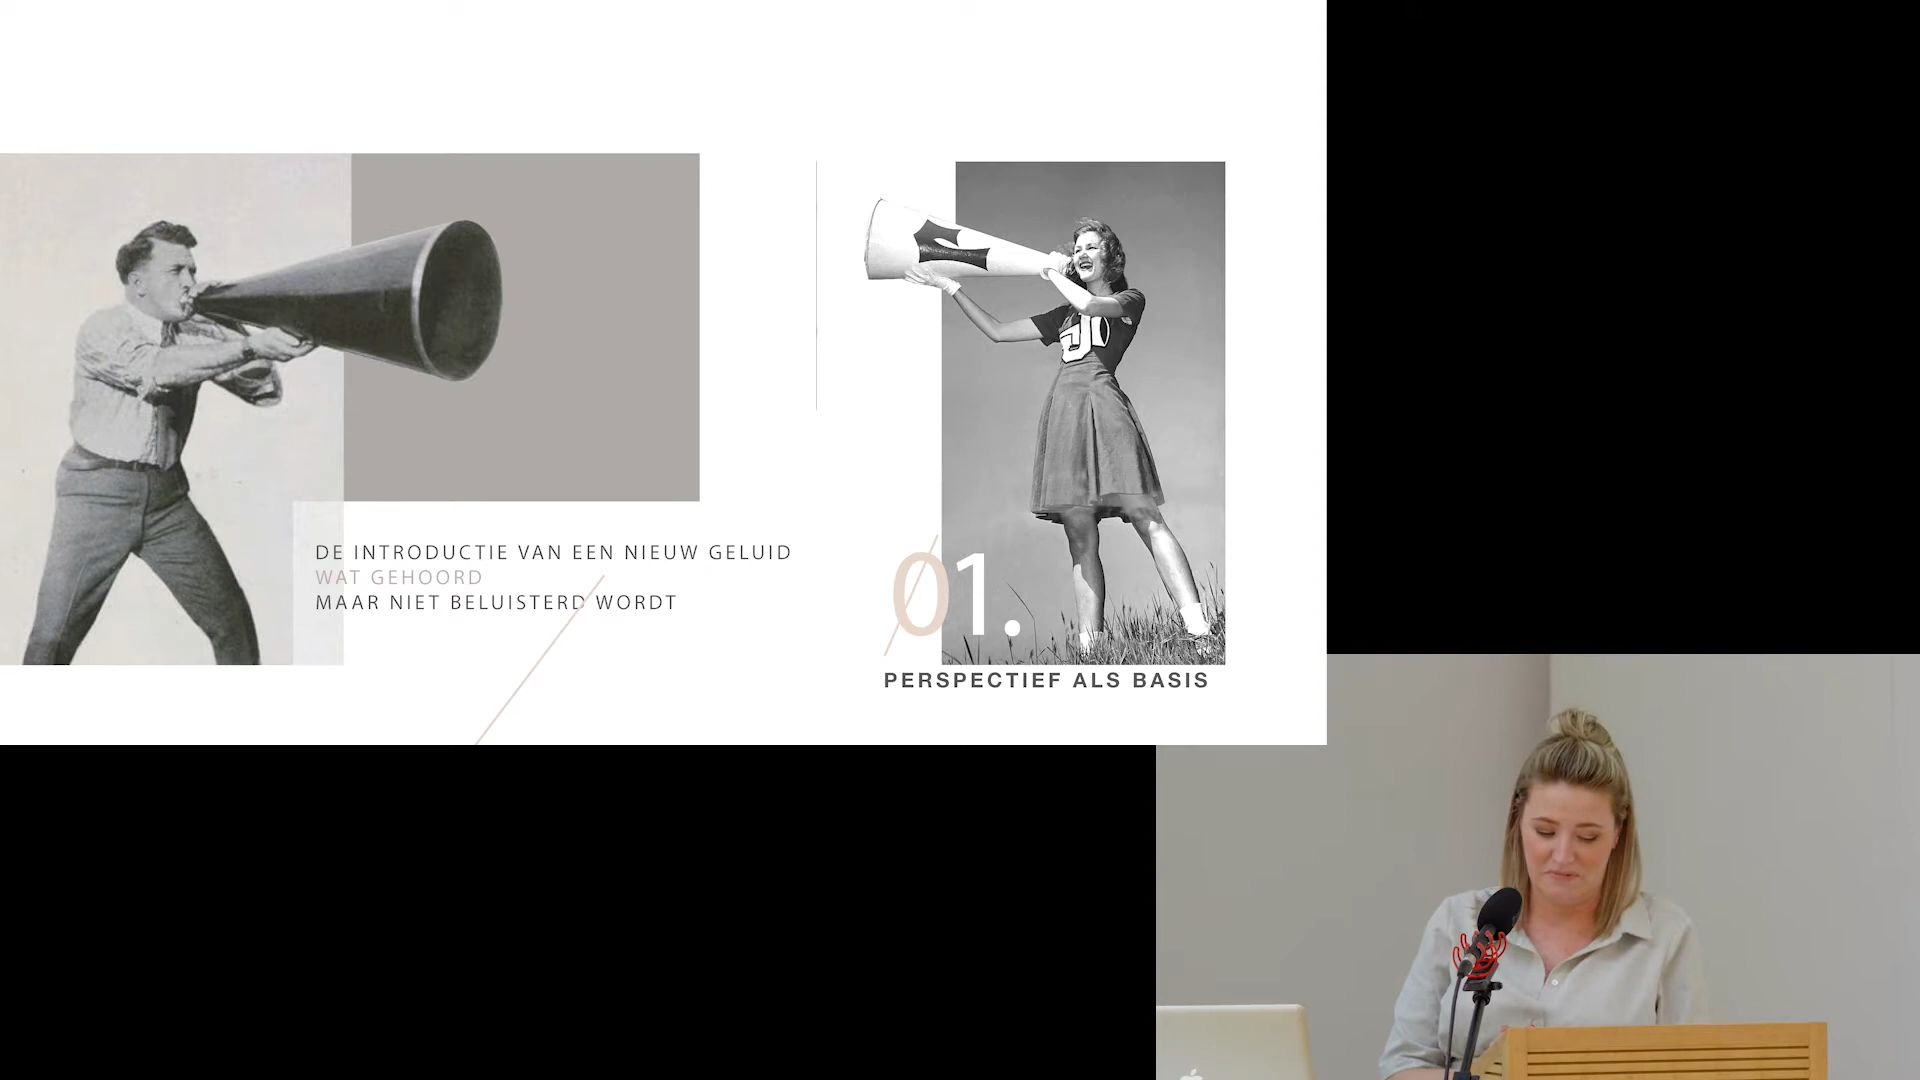 DE INTRODUCTIE VAN EEN NIEUW GELUID
WAT GEHOORD
MAAR NIET BELUISTERD WORDT
01.
PERSPECTIEF ALS BASIS